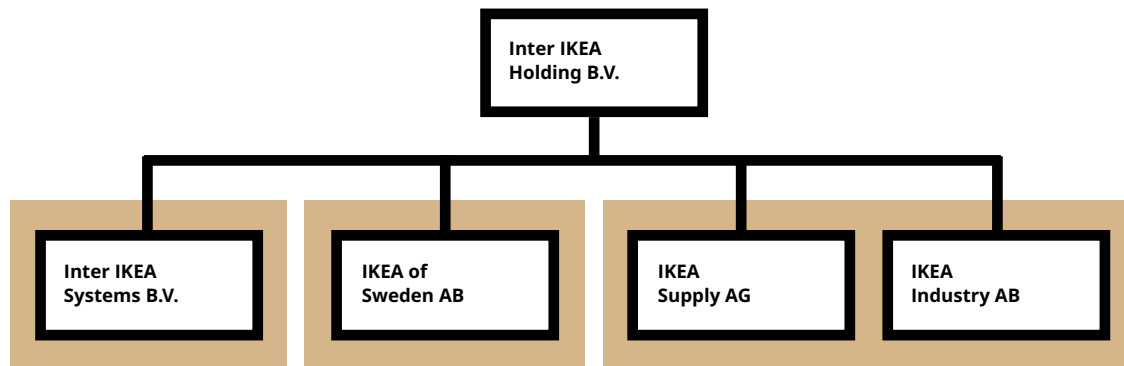 Inter IKEA
Holding B.V.
Inter IKEA
Systems B.V.
IKEA of
Sweden AB
IKEA
Supply AG
IKEA
Industry AB